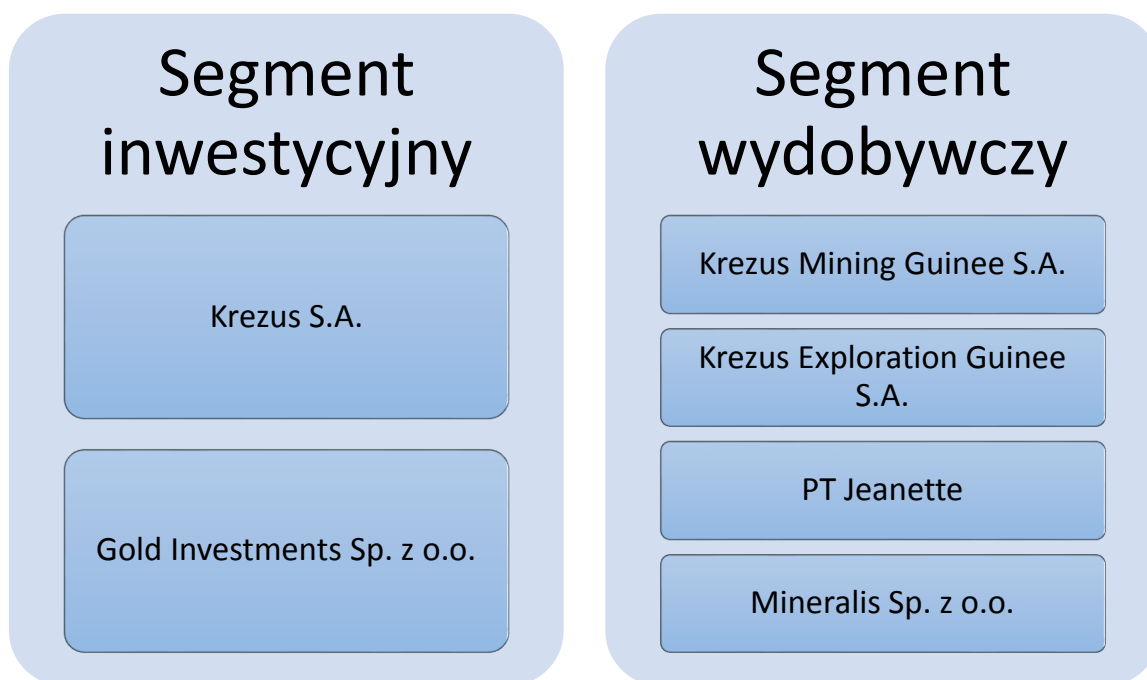 Segment
inwestycyjny
Krezus S.A.
Gold Investments Sp. z o.o.
Segment
wydobywczy
Krezus Mining Guinee S.A.
Krezus Exploration Guinee
S.A.
PT Jeanette
Mineralis Sp. z o.o.